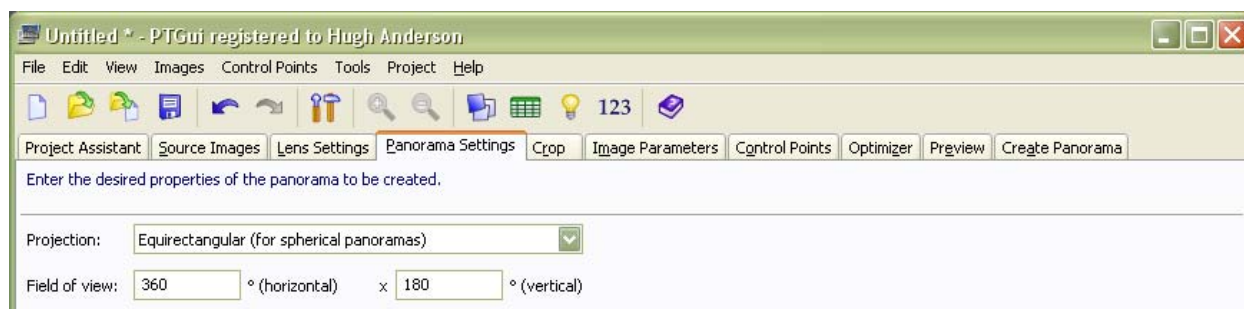 Untitled * - PTGui registered to Hugh Anderson
File Edit View Images Control Points Tools Project Help
123
Project Assistant Source Images Lens Settings Panorama Settings Crop Image Parameters Control Points Optimizer Preview Create Panorama
Enter the desired properties of the panorama to be created.
Projection: Equirectangular (for spherical panoramas)
Field of view: 360 ° (horizontal) x 180 ° (vertical)